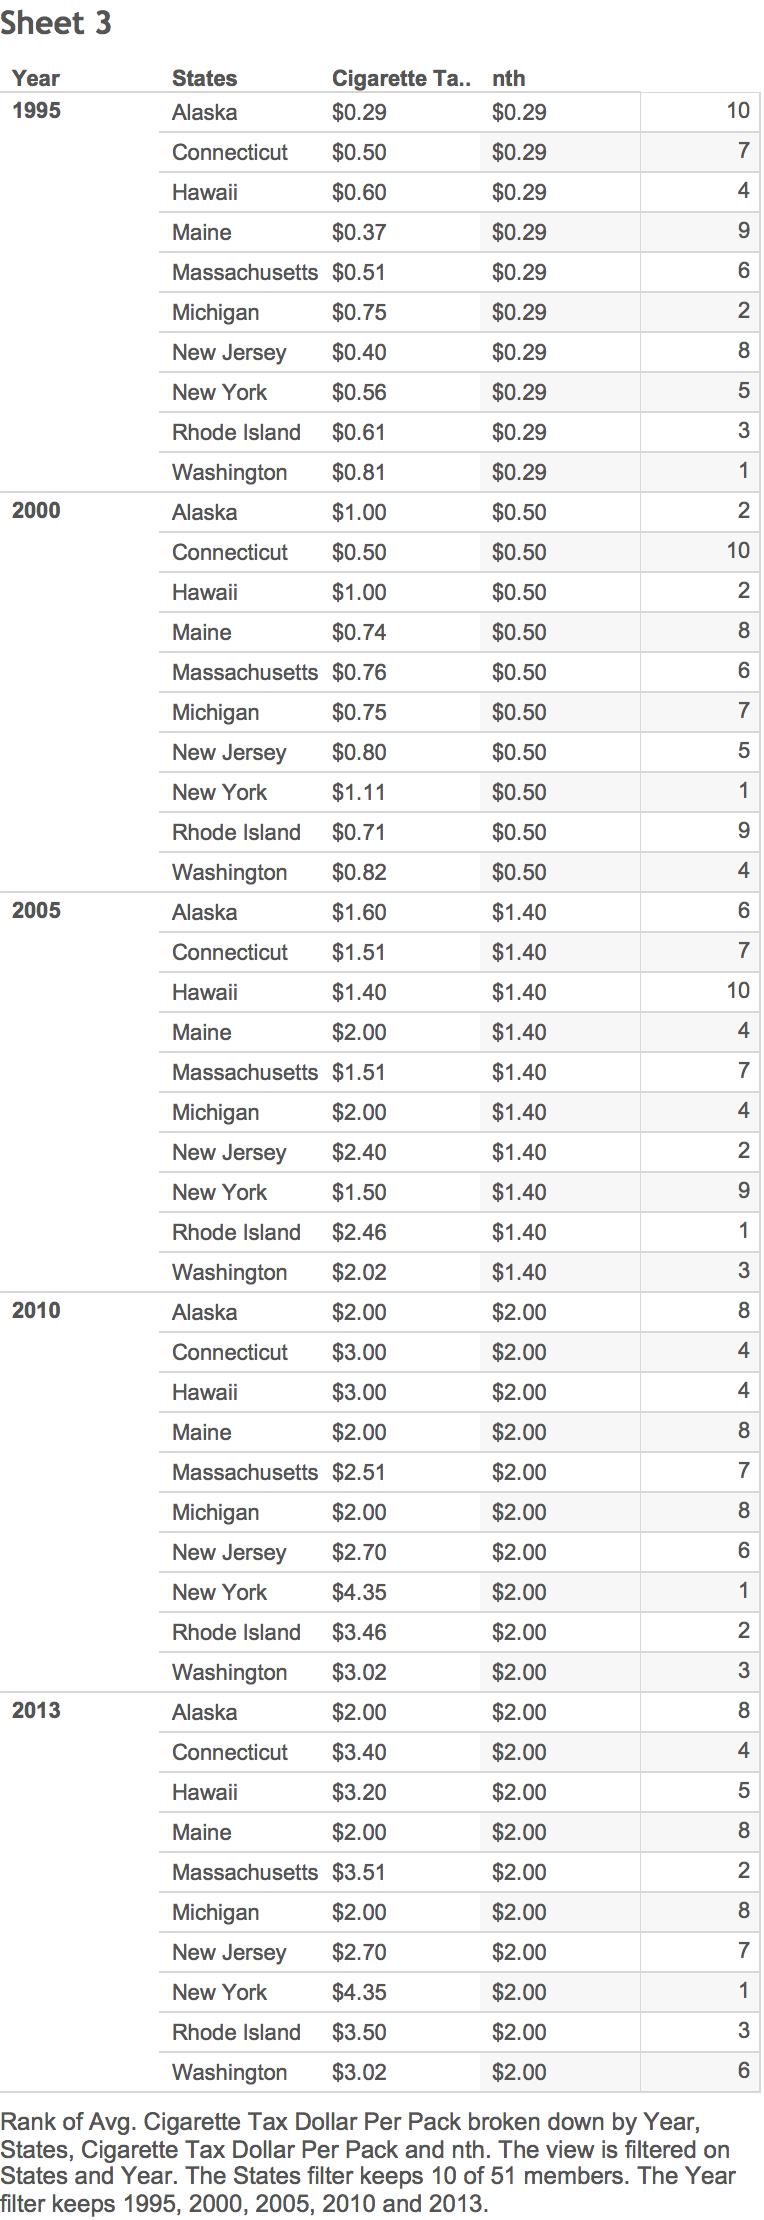 Sheet 3
Year States Cigarette Ta.. nth
1995 Alaska $0.29 $0.29 10
Connecticut $0.50 $0.29 7
Hawaii $0.60 $0.29 4
Maine $0.37 $0.29 9
Massachusetts $0.51 $0.29 6
Michigan $0.75 $0.29 2
New Jersey $0.40 $0.29 8
New York $0.56 $0.29 5
Rhode Island $0.61 $0.29 3
Washington $0.81 $0.29 1
2000 Alaska $1.00 $0.50 2
Connecticut $0.50 $0.50 10
Hawaii $1.00 $0.50 2
Maine $0.74 $0.50 8
Massachusetts $0.76 $0.50 6
Michigan $0.75 $0.50 7
New Jersey $0.80 $0.50 5
New York $1.11 $0.50 1
Rhode Island $0.71 $0.50 9
Washington $0.82 $0.50 4
2005 Alaska $1.60 $1.40 6
Connecticut $1.51 $1.40 7
Hawaii $1.40 $1.40 10
Maine $2.00 $1.40 4
Massachusetts $1.51 $1.40 7
Michigan $2.00 $1.40 4
New Jersey $2.40 $1.40 2
New York $1.50 $1.40 9
Rhode Island $2.46 $1.40 1
Washington $2.02 $1.40 3
2010 Alaska $2.00 $2.00 8
Connecticut $3.00 $2.00 4
Hawaii $3.00 $2.00 4
Maine $2.00 $2.00 8
Massachusetts $2.51 $2.00 7
Michigan $2.00 $2.00 8
New Jersey $2.70 $2.00 6
New York $4.35 $2.00 1
Rhode Island $3.46 $2.00 2
Washington $3.02 $2.00 3
2013 Alaska $2.00 $2.00 8
Connecticut $3.40 $2.00 4
Hawaii $3.20 $2.00 5
Maine $2.00 $2.00 8
Massachusetts $3.51 $2.00 2
Michigan $2.00 $2.00 8
New Jersey $2.70 $2.00 7
New York $4.35 $2.00 1
Rhode Island $3.50 $2.00 3
Washington $3.02 $2.00 6
Rank of Avg. Cigarette Tax Dollar Per Pack broken down by Year,
States, Cigarette Tax Dollar Per Pack and nth. The view is filtered on
States and Year. The States filter keeps 10 of 51 members. The Year
filter keeps 1995, 2000, 2005, 2010 and 2013.